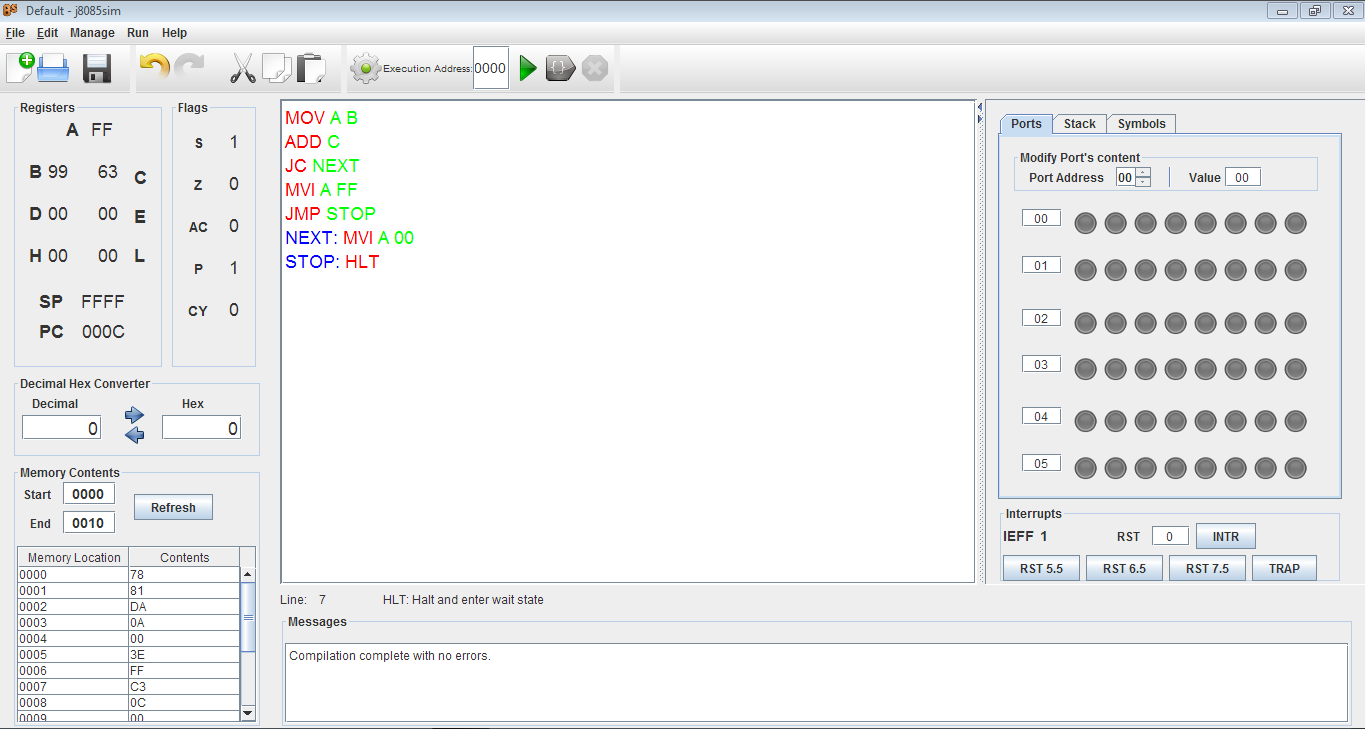 Default - j8085sim
File Edit Manage Run Help
Execution Address: 0000
Registers
A FF
B 99 63 C
D 00 00 E
H 00 00 L
SP FFFF
PC 000C
Flags
S 1
Z 0
AC 0
P 1
CY 0
Decimal Hex Converter
Decimal Hex
0 0
Memory Contents
Start 0000
Refresh
End 0010
Memory Location Contents
0000 78
0001 81
0002 DA
0003 0A
0004 00
0005 3E
0006 FF
0007 C3
0008 0C
0009 00
MOV A B
ADD C
JC NEXT
MVI A FF
JMP STOP
NEXT: MVI A 00
STOP: HLT
Line: 7 HLT: Halt and enter wait state
Messages
Compilation complete with no errors.
Ports Stack Symbols
Modify Port's content
Port Address 00 Value 00
00
01
02
03
04
05
Interrupts
IEFF 1 RST 0 INTR
RST 5.5 RST 6.5 RST 7.5 TRAP